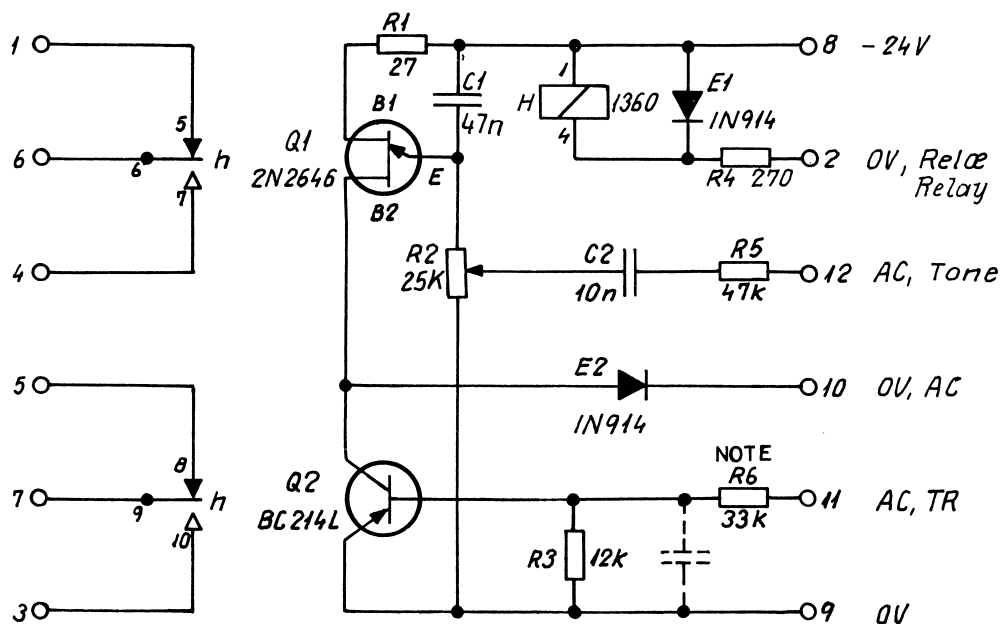 1
5
6
6
h
7
4
5
8
7
9
h
10
3
R1
27
C1
47n
B1
Q1
2N2646
E
B2
H
1
1360
4
E1
1N914
R4 270
8
-24V
2
0V, Relæ
Relay
R2
25K
C2
10n
R5
47K
12
AC, Tone
E2
1N914
10
0V, AC
Q2
BC214L
NOTE
R6
33K
11
AC, TR
R3
12K
9
0V